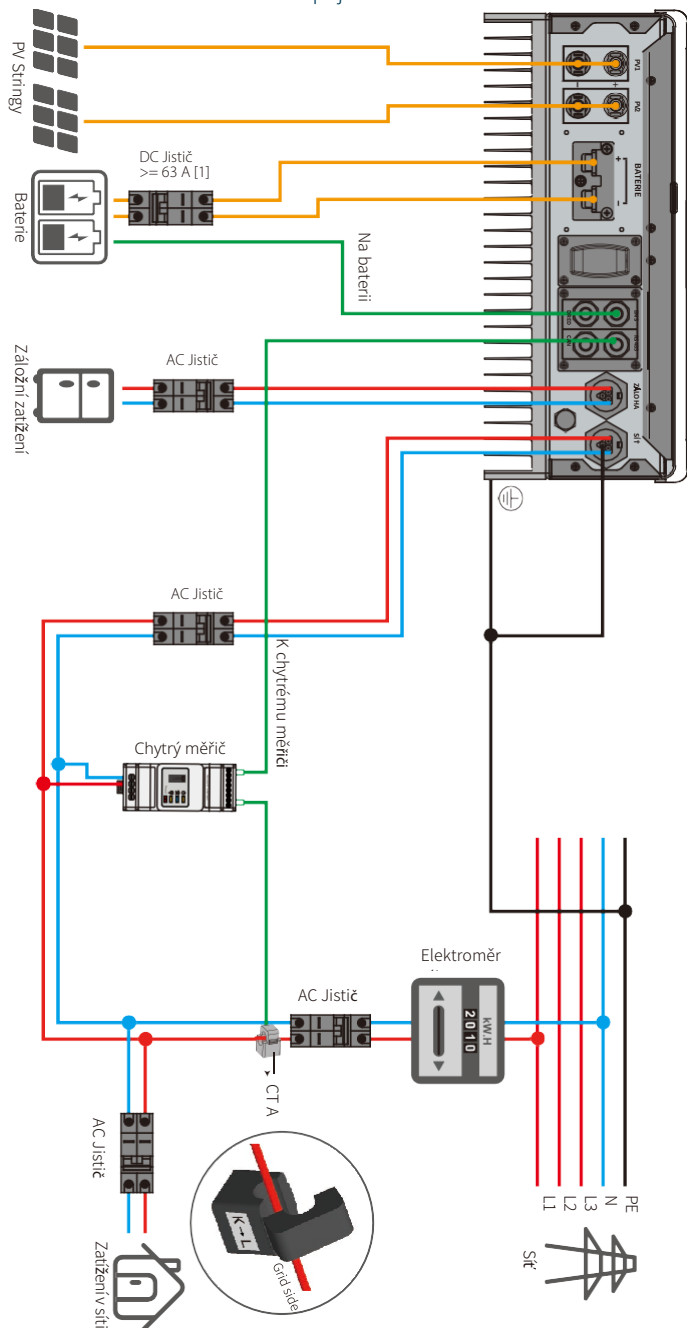 PV Stringy
PV1
PV2
+
-
DC Jistič
>= 63 A [1]
BATERIE
+
-
Baterie
Na baterii
AC Jistič
ZÁLOHA
Záložní zatížení
SÍŤ
AC Jistič
K chytrému měřiči
Chytrý měřič
Elektroměr
kW.H
2010
AC Jistič
CT A
AC Jistič
K→L
Grid side
Zatížení v síti
PE
N
L3
L2
L1
Síť